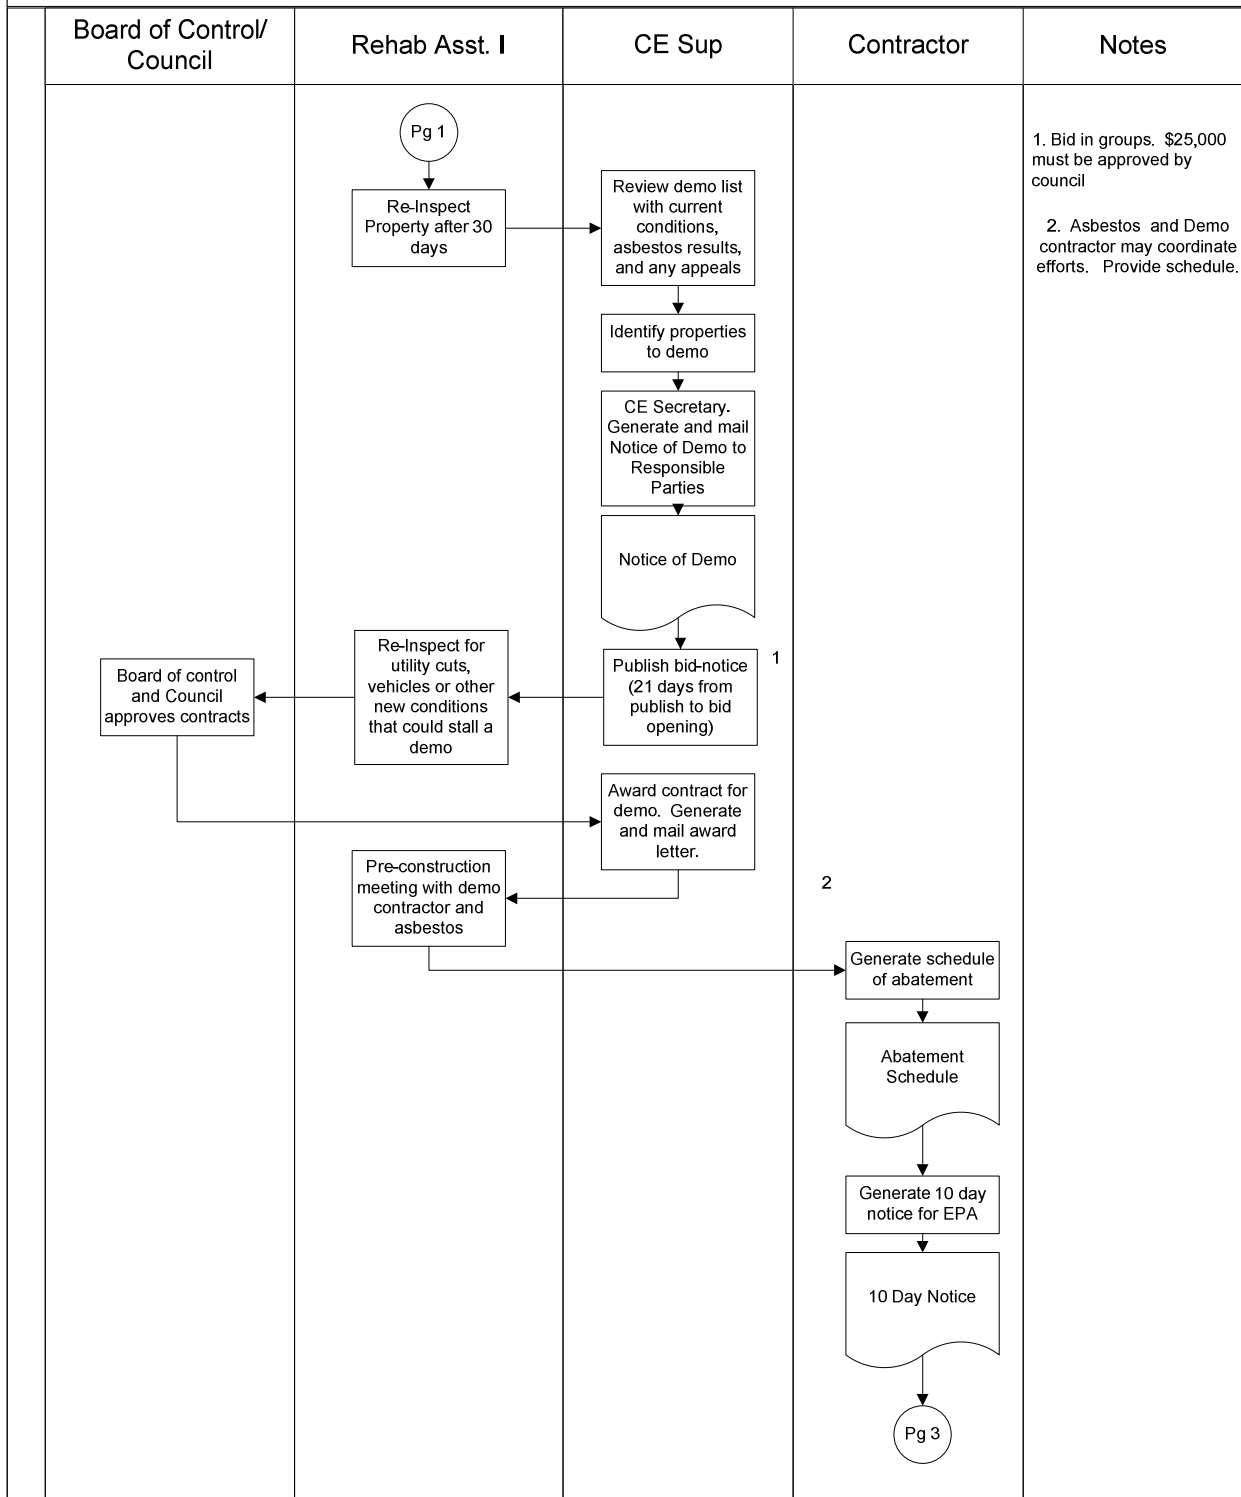 Board of Control/
Council
Rehab Asst. I
CE Sup
Contractor
Notes
Pg 1
1. Bid in groups. $25,000
must be approved by
council
2. Asbestos and Demo
contractor may coordinate
efforts. Provide schedule.
Re-Inspect
Property after 30
days
Review demo list
with current
conditions,
asbestos results,
and any appeals
Identify properties
to demo
CE Secretary.
Generate and mail
Notice of Demo to
Responsible
Parties
Notice of Demo
Publish bid-notice
(21 days from
publish to bid
opening)
1
Re-Inspect for
utility cuts,
vehicles or other
new conditions
that could stall a
demo
Board of control
and Council
approves contracts
Award contract for
demo. Generate
and mail award
letter.
Pre-construction
meeting with demo
contractor and
asbestos
2
Generate schedule
of abatement
Abatement
Schedule
Generate 10 day
notice for EPA
10 Day Notice
Pg 3